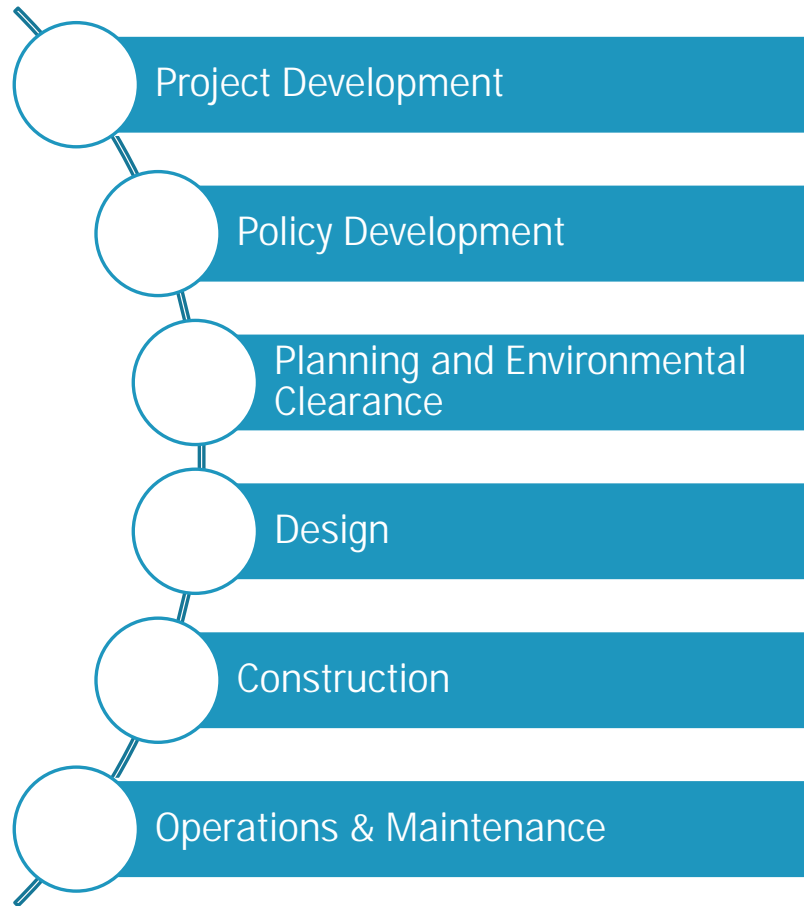 Project Development
Policy Development
Planning and Environmental
Clearance
Design
Construction
Operations & Maintenance